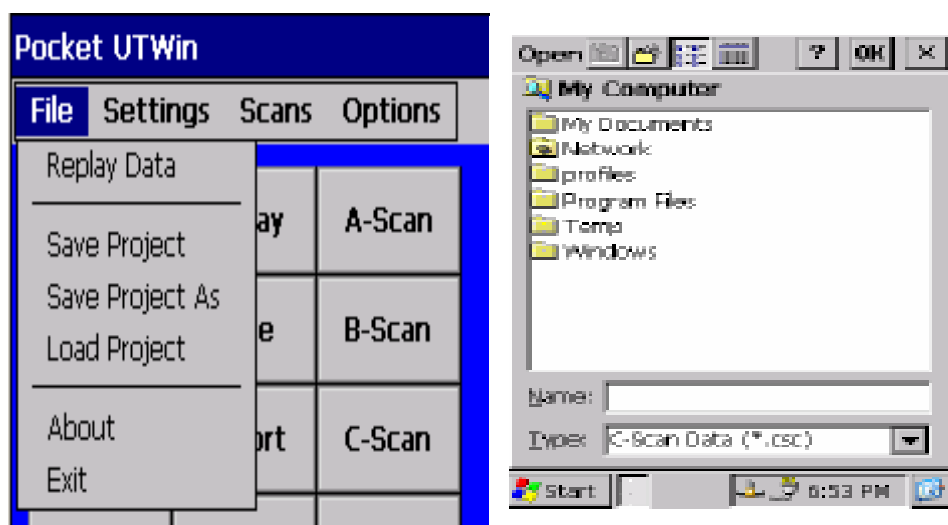 Pocket UTWin
File Settings Scans Options
Replay Data
Save Project
Save Project As
Load Project
About
Exit
ay A-Scan
e B-Scan
ort C-Scan
Open ? OK ×
My Computer
My Documents
Network
profiles
Program Files
Temp
Windows
Name:
Type: C-Scan Data (*.csc)
Start 6:53 PM